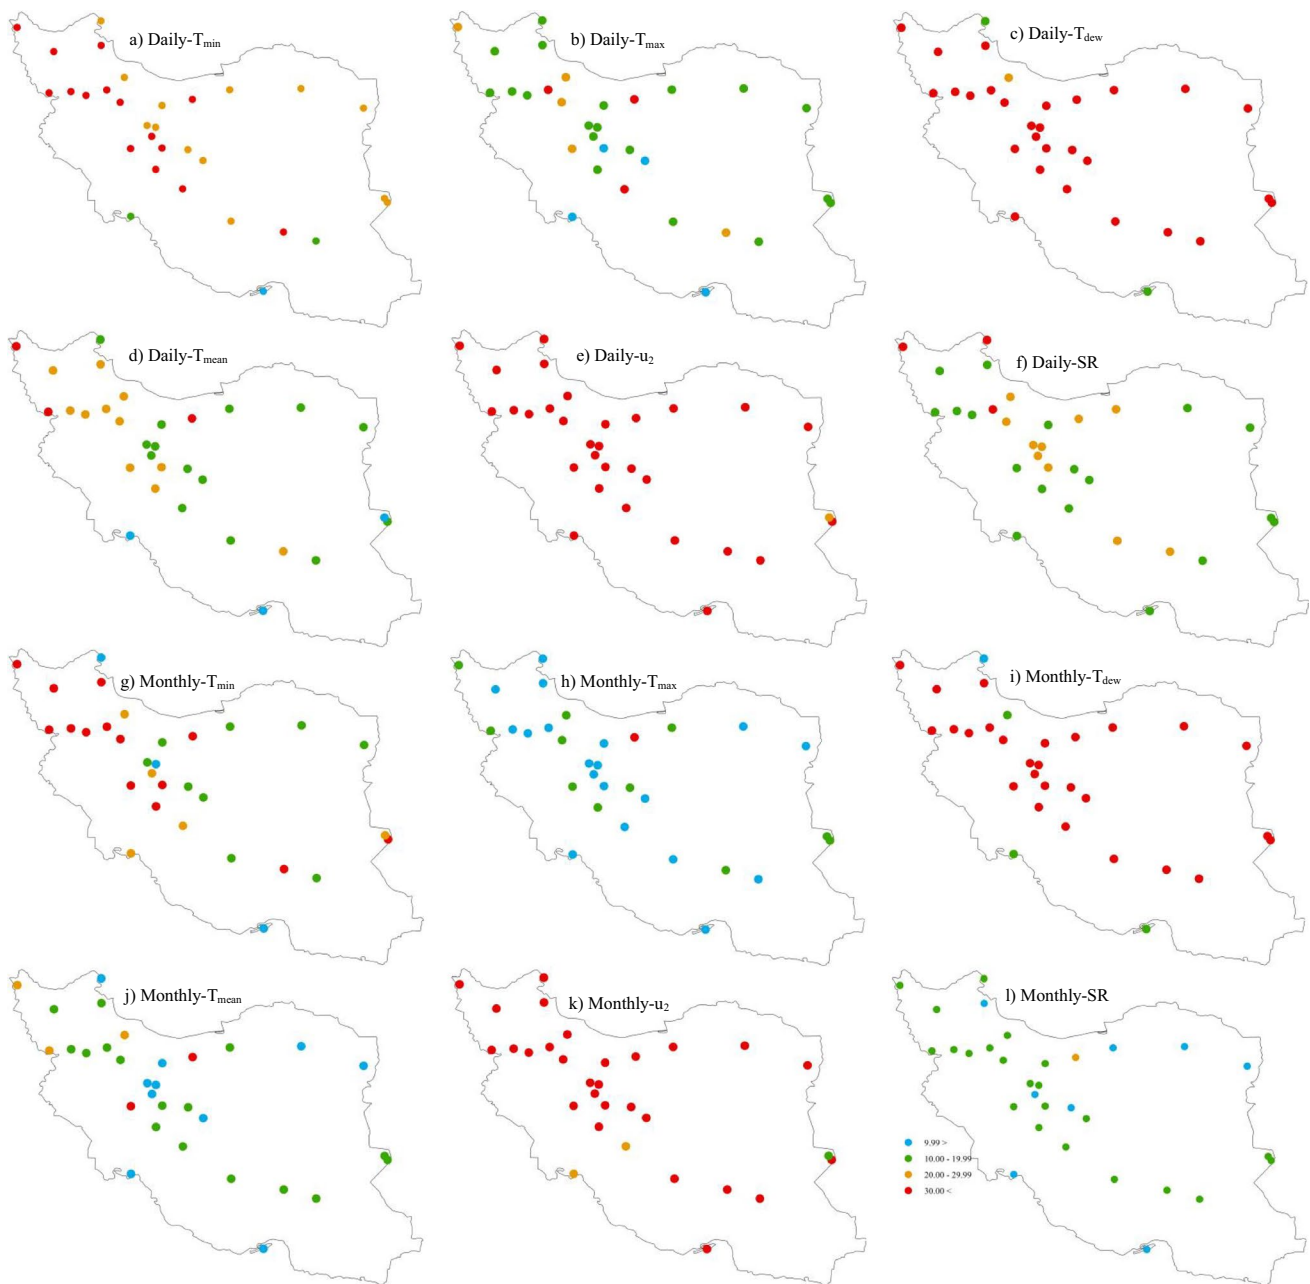 a) Daily-Tmin
b) Daily-Tmax
c) Daily-Tdew
d) Daily-Tmean
e) Daily-u2
f) Daily-SR
g) Monthly-Tmin
h) Monthly-Tmax
i) Monthly-Tdew
j) Monthly-Tmean
k) Monthly-u2
l) Monthly-SR
9.99 >
10.00 - 19.99
20.00 - 29.99
30.00 <